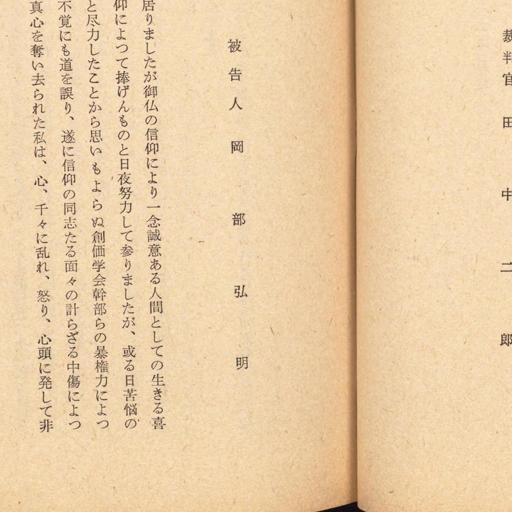 裁判官 田中二郎
被告人 岡部弘明
居りましたが御仏の信仰により一念誠意ある人間としての生きる喜
仰によつて捧げんものと日夜努力して参りましたが、或る日苦悩の
と尽力したことから思いもよらぬ創価学会幹部らの暴権力によつ
不覚にも道を誤り、遂に信仰の同志たる面々の計らざる中傷によつ
真心を奪い去られた私は、心、千々に乱れ、怒り、心頭に発して非